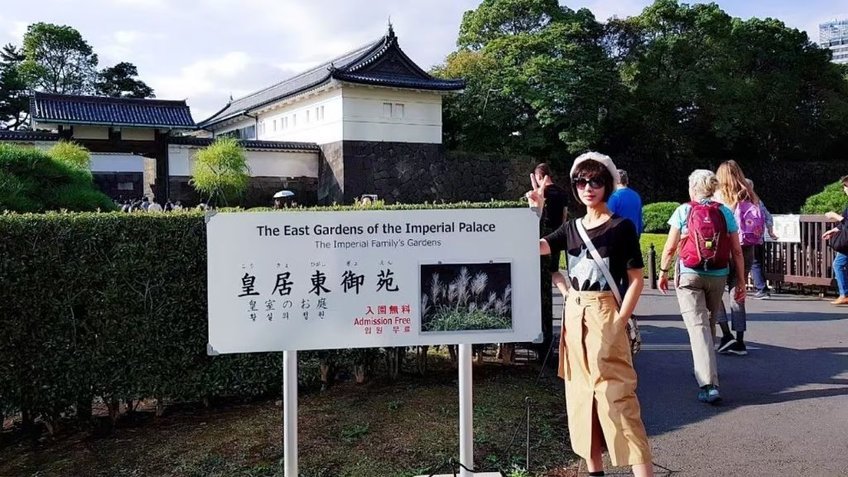 The East Gardens of the Imperial Palace
The Imperial Family's Gardens
こう きょ ひがし ぎょ えん
皇居東御苑
皇室のお庭
황실의 뜰
入園無料
Admission Free
입원 무료